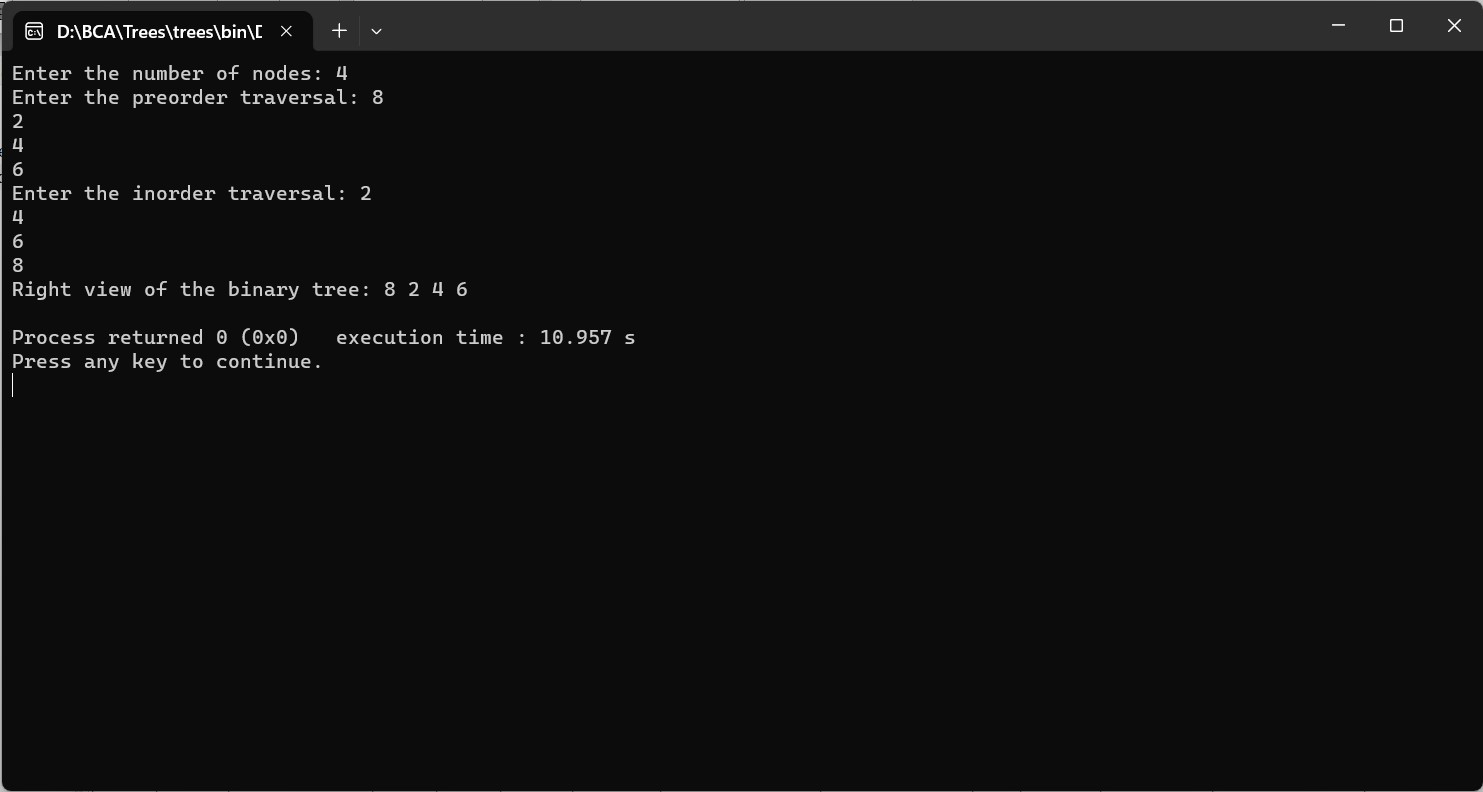 D:\BCA\Trees\trees\bin\D
Enter the number of nodes: 4
Enter the preorder traversal: 8
2
4
6
Enter the inorder traversal: 2
4
6
8
Right view of the binary tree: 8 2 4 6
Process returned 0 (0x0)   execution time : 10.957 s
Press any key to continue.